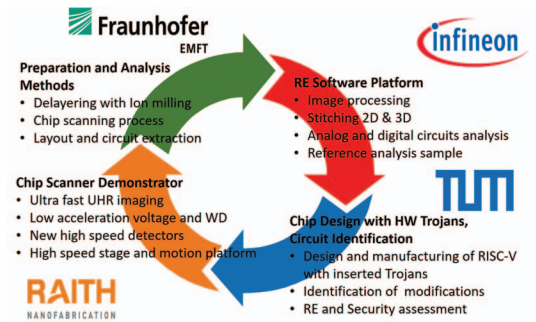 Fraunhofer
EMFT
infineon
Preparation and Analysis
Methods
• Delayering with Ion milling
• Chip scanning process
• Layout and circuit extraction
RE Software Platform
• Image processing
• Stitching 2D & 3D
• Analog and digital circuits analysis
• Reference analysis sample
Chip Scanner Demonstrator
• Ultra fast UHR imaging
• Low acceleration voltage and WD
• New high speed detectors
• High speed stage and motion platform
TUM
Chip Design with HW Trojans,
Circuit Identification
• Design and manufacturing of RISC-V
with inserted Trojans
• Identification of modifications
• RE and Security assessment
RAITH
NANOFABRICATION